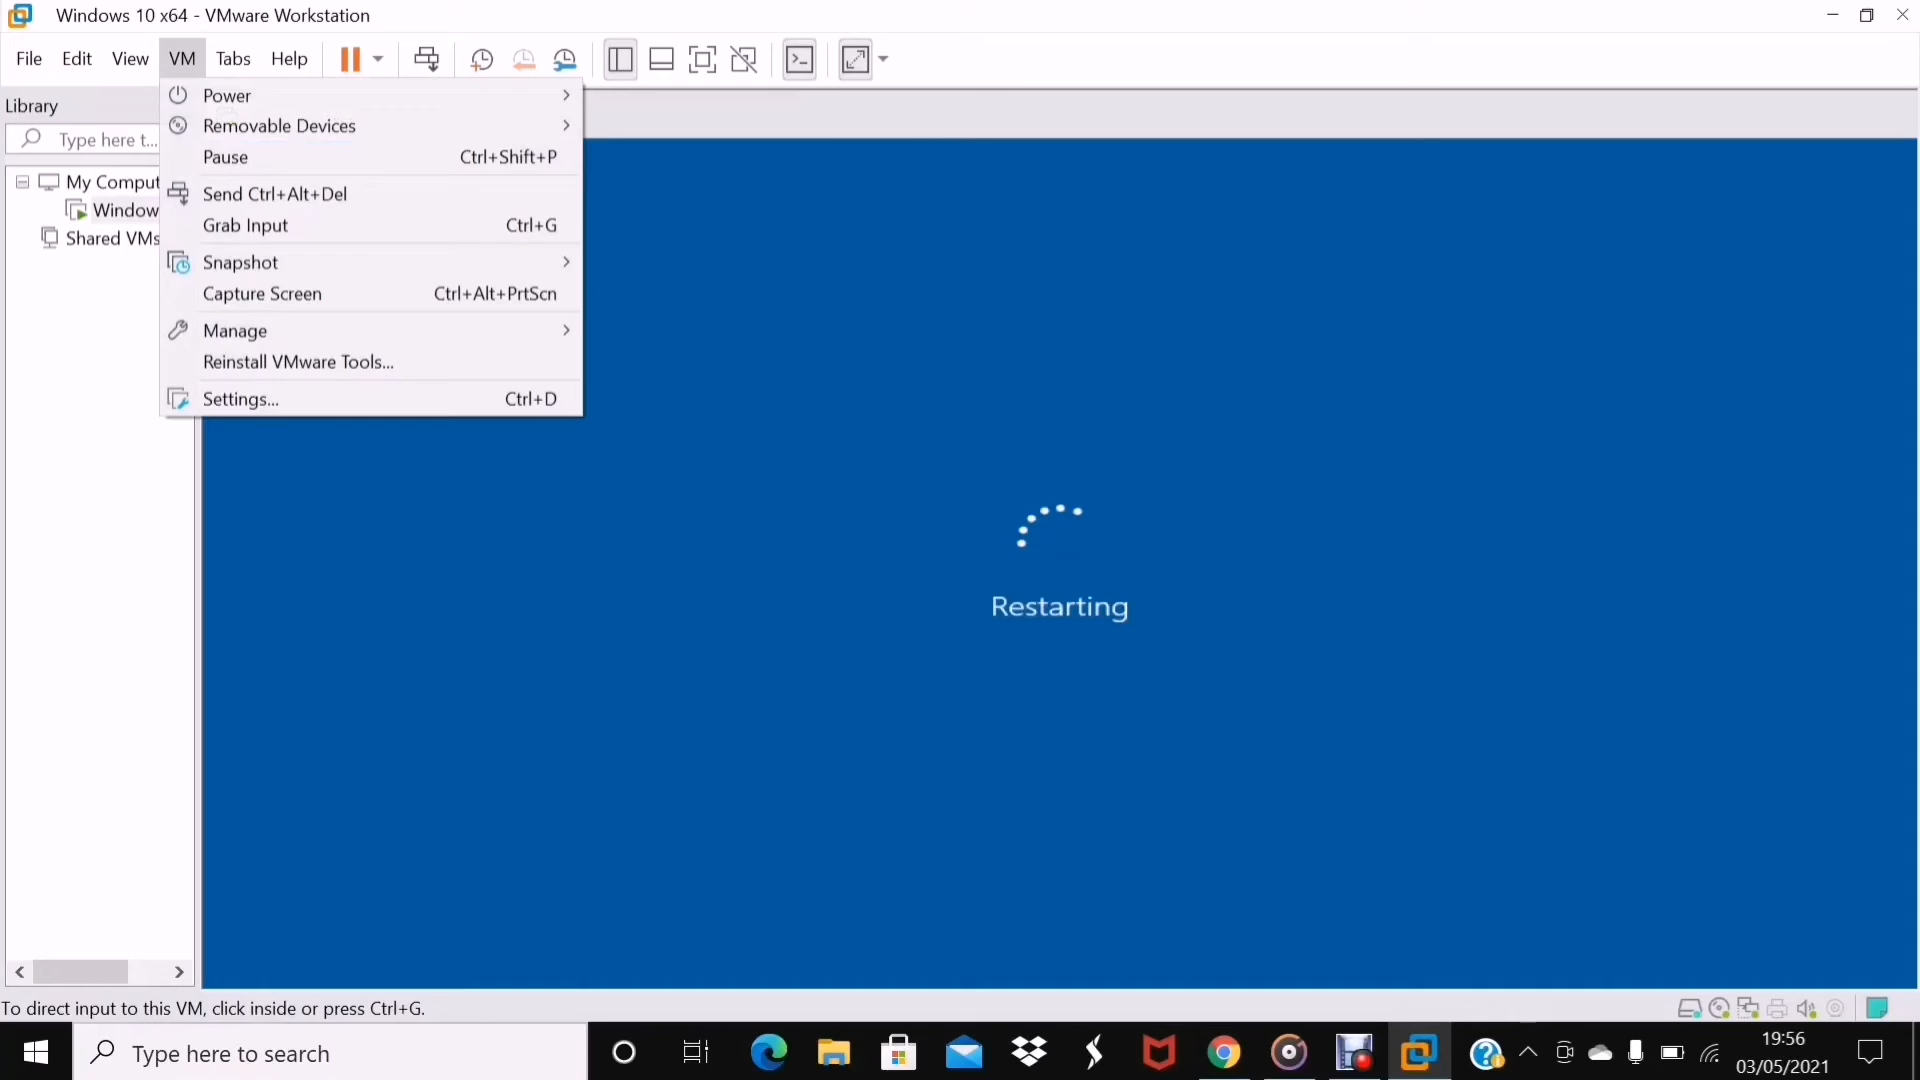 Windows 10 x64 - VMware Workstation
File Edit View VM Tabs Help
Library
Type here t...
My Comput
Window
Shared VMs
Power
Removable Devices
Pause Ctrl+Shift+P
Send Ctrl+Alt+Del
Grab Input Ctrl+G
Snapshot
Capture Screen Ctrl+Alt+PrtScn
Manage
Reinstall VMware Tools...
Settings... Ctrl+D
Restarting
To direct input to this VM, click inside or press Ctrl+G.
Type here to search
19:56
03/05/2021